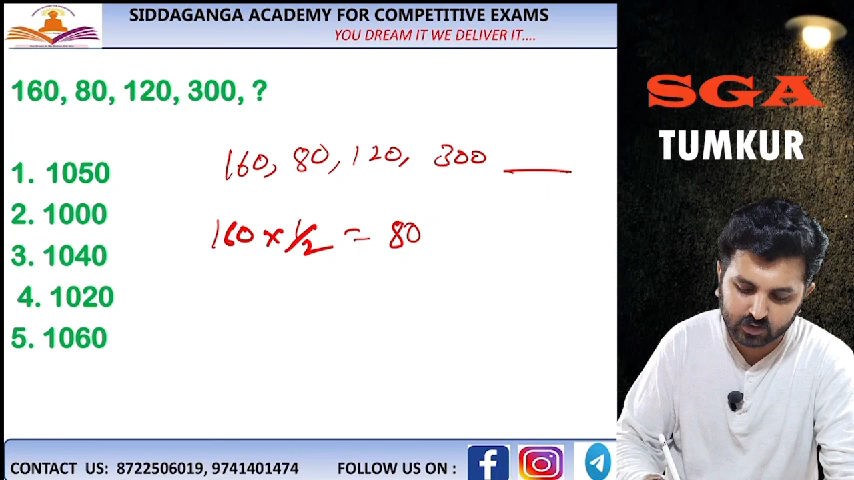 SIDDAGANGA ACADEMY FOR COMPETITIVE EXAMS
YOU DREAM IT WE DELIVER IT....
160, 80, 120, 300, ?
SGA
TUMKUR
160, 80, 120, 300 ___
1. 1050
2. 1000
160 x 1/2 = 80
3. 1040
4. 1020
5. 1060
CONTACT US: 8722506019, 9741401474 FOLLOW US ON :